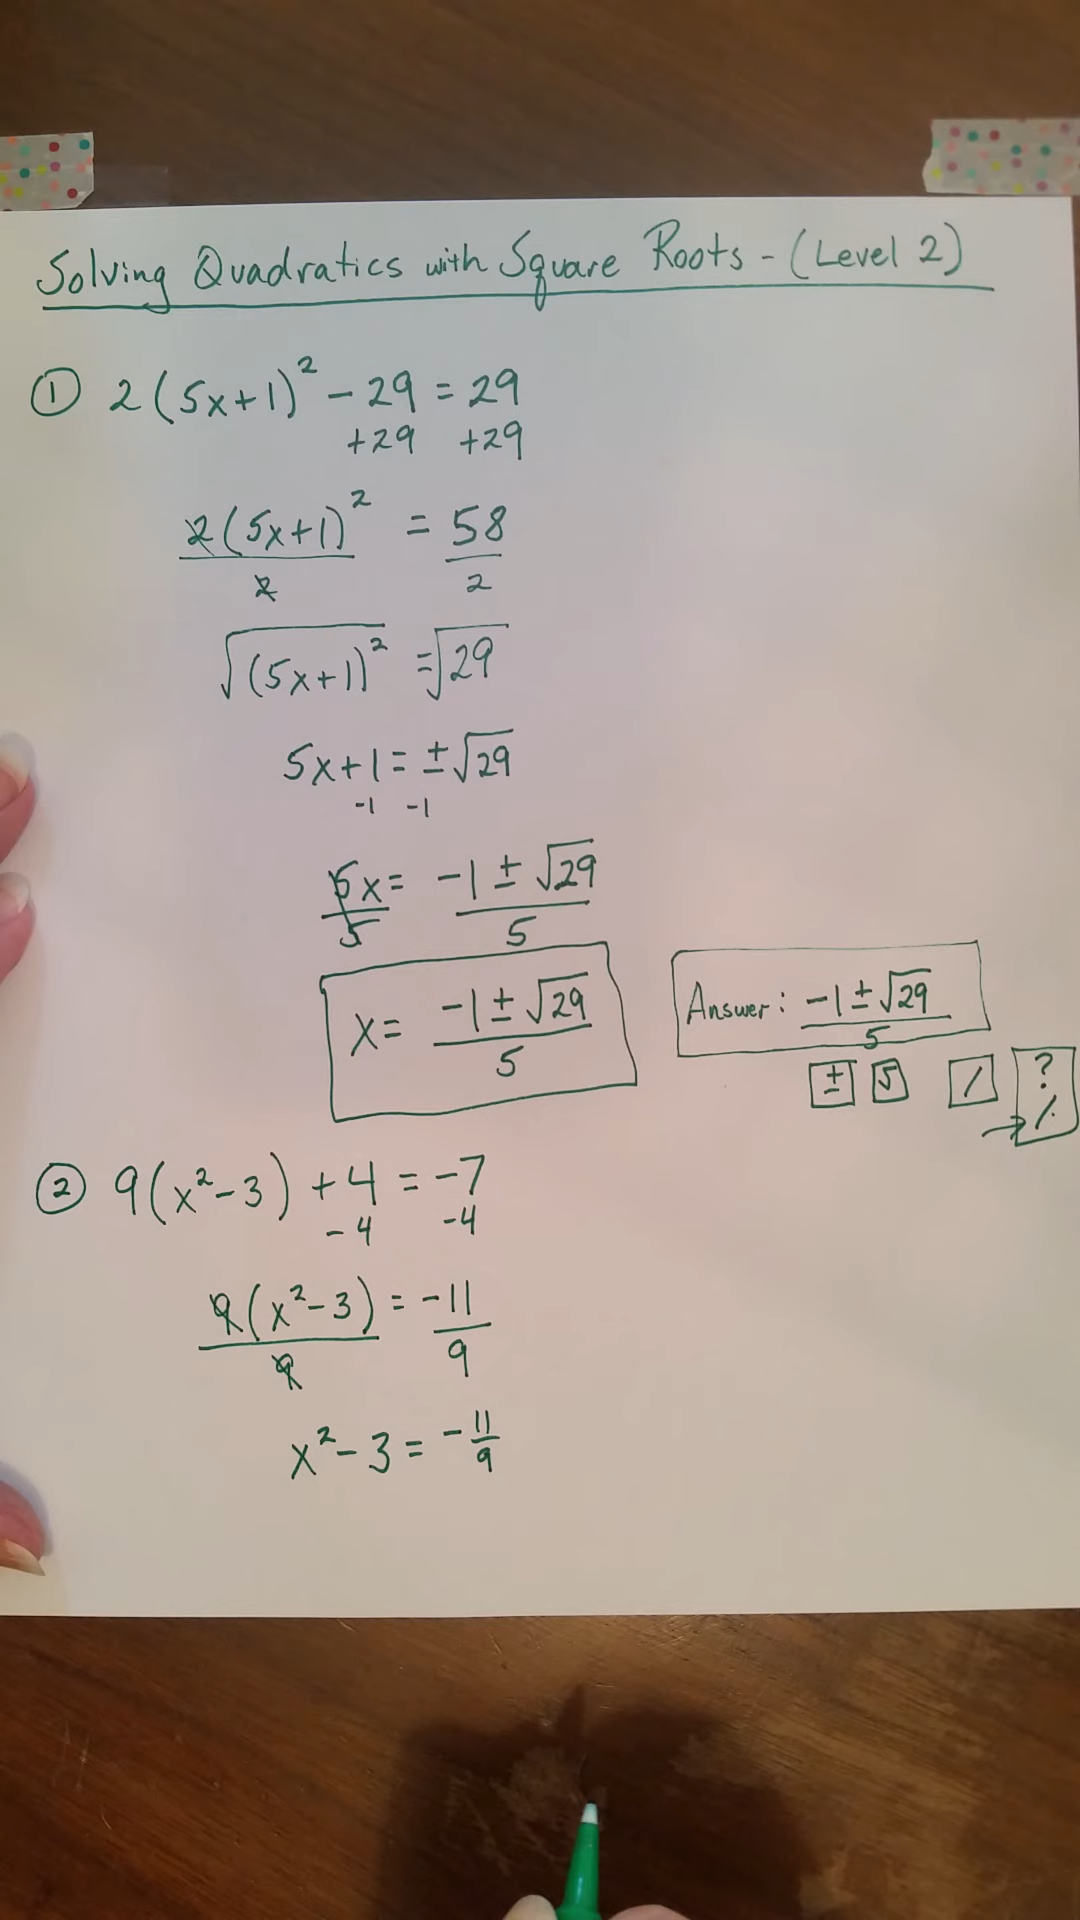 Solving Quadratics with Square Roots - (Level 2)
① 2(5x+1)² - 29 = 29
+29 +29
2(5x+1)² = 58
2 2
√(5x+1)² = √29
5x+1 = ±√29
-1 -1
5x = -1 ± √29
5 5
x = -1 ± √29
5
Answer: -1 ± √29
5
± 5 / ?
/.
② 9(x²-3) + 4 = -7
-4 -4
9(x²-3) = -11
9 9
x² - 3 = -11/9